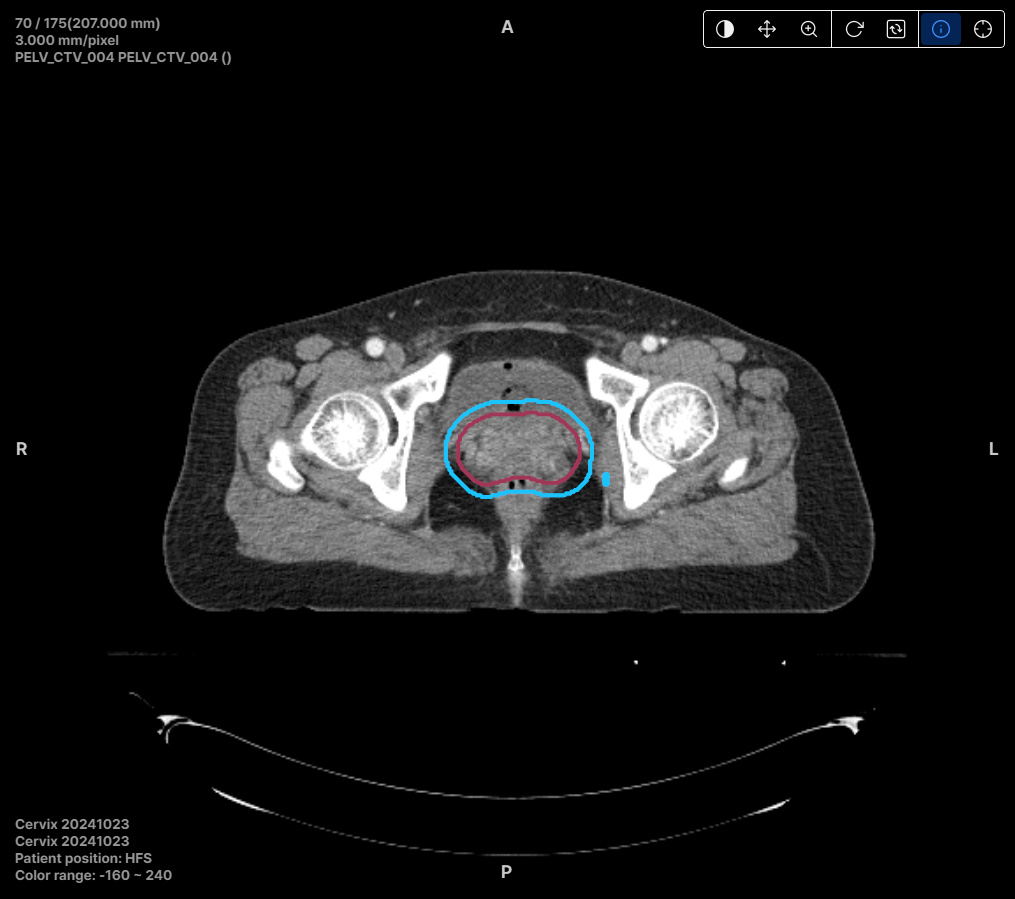 70 / 175(207.000 mm)
3.000 mm/pixel
PELV_CTV_004 PELV_CTV_004 ()
A
R
L
Cervix 20241023
Cervix 20241023
Patient position: HFS
Color range: -160 ~ 240
P